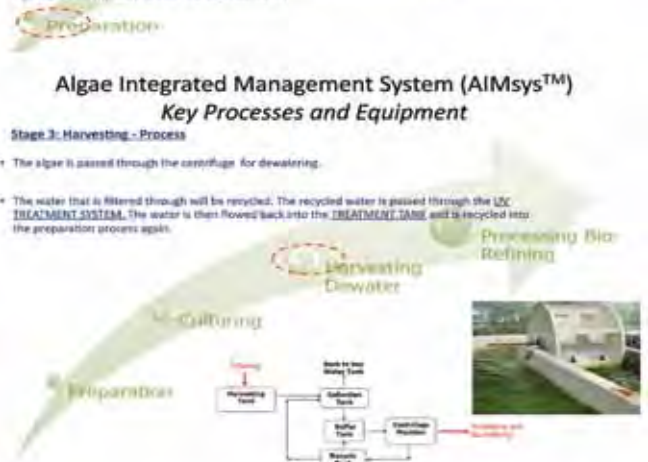 Preparation
Algae Integrated Management System (AIMsys™)
Key Processes and Equipment
Stage 3: Harvesting - Process
• The algae is passed through the centrifuge for dewatering.
• The water that is filtered through will be recycled. The recycled water is passed through the UV
TREATMENT SYSTEM. The water is then flowed back into the TREATMENT TANK and is recycled into
the preparation process again.
Processing Bio-
Refining
Harvesting
Dewater
Culturing
Preparation
Back to
Water Tank
Harvesting
Tank
Collection
Tank
Buffer
Tank
Centrifuge